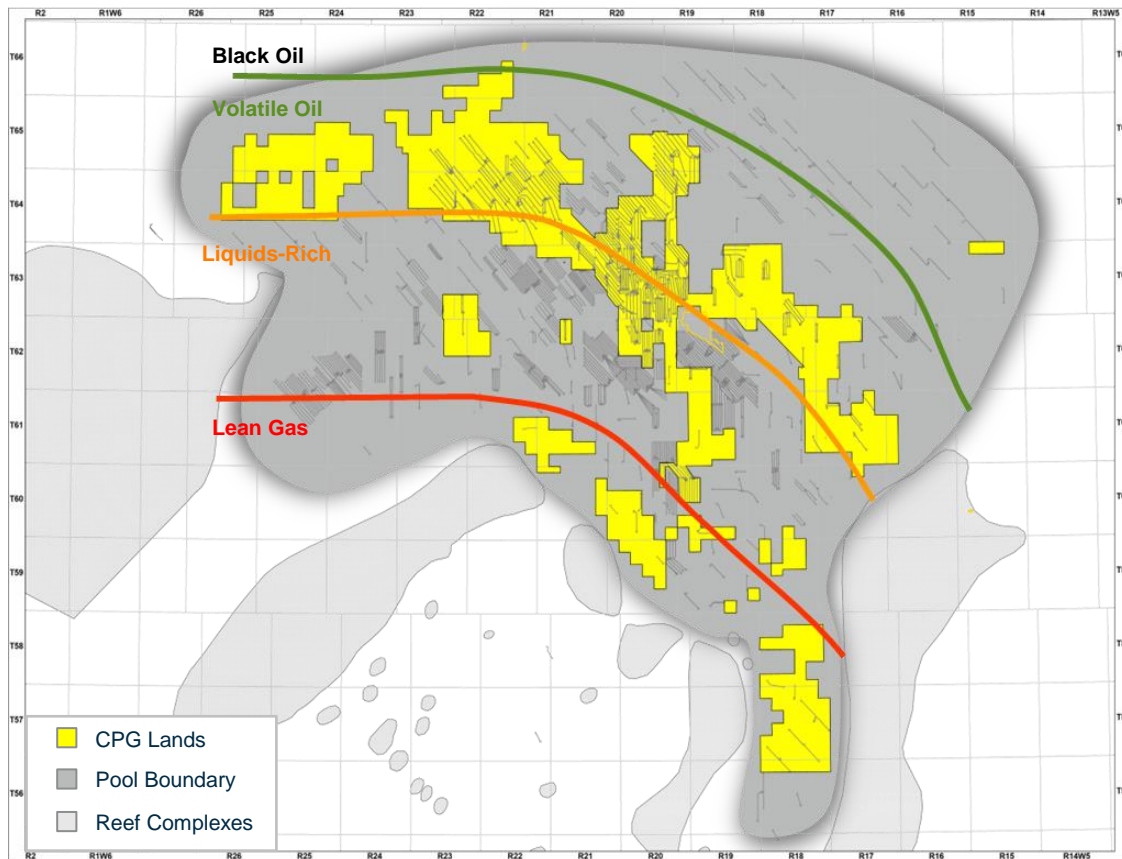 R2 R1W6 R26 R25 R24 R23 R22 R21 R20 R19 R18 R17 R16 R15 R14 R13W5
T66
Black Oil
Volatile Oil
T65
T64
Liquids-Rich
T63
T62
Lean Gas
T61
T60
T59
T58
T57
T56
CPG Lands
Pool Boundary
Reef Complexes
R2 R1W6 R26 R25 R24 R23 R22 R21 R20 R19 R18 R17 R16 R15 R14W5